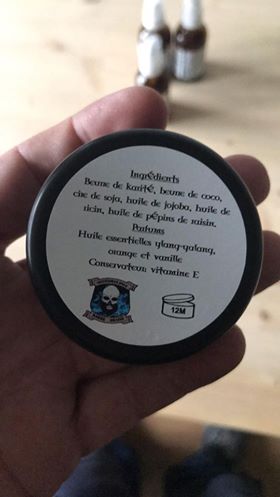 Ingrédients
Beurre de karité, beurre de coco,
cire de soja, huile de jojoba, huile de
ricin, huile de pépins de raisin.
Parfums
Huile essentielles ylang-yalang,
orange et vanille
Conservateur vitamine E
12M